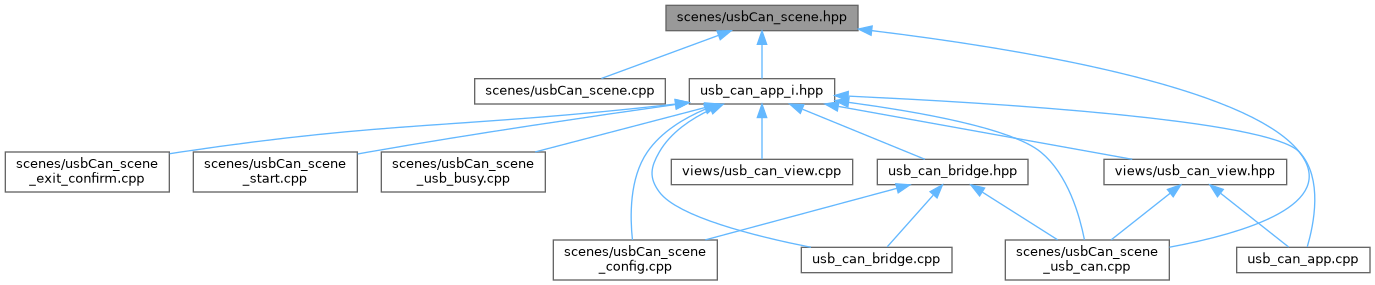 scenes/usbCan_scene.hpp
scenes/usbCan_scene.cpp
usb_can_app_i.hpp
scenes/usbCan_scene
_exit_confirm.cpp
scenes/usbCan_scene
_start.cpp
scenes/usbCan_scene
_usb_busy.cpp
views/usb_can_view.cpp
usb_can_bridge.hpp
views/usb_can_view.hpp
scenes/usbCan_scene
_config.cpp
usb_can_bridge.cpp
scenes/usbCan_scene
_usb_can.cpp
usb_can_app.cpp